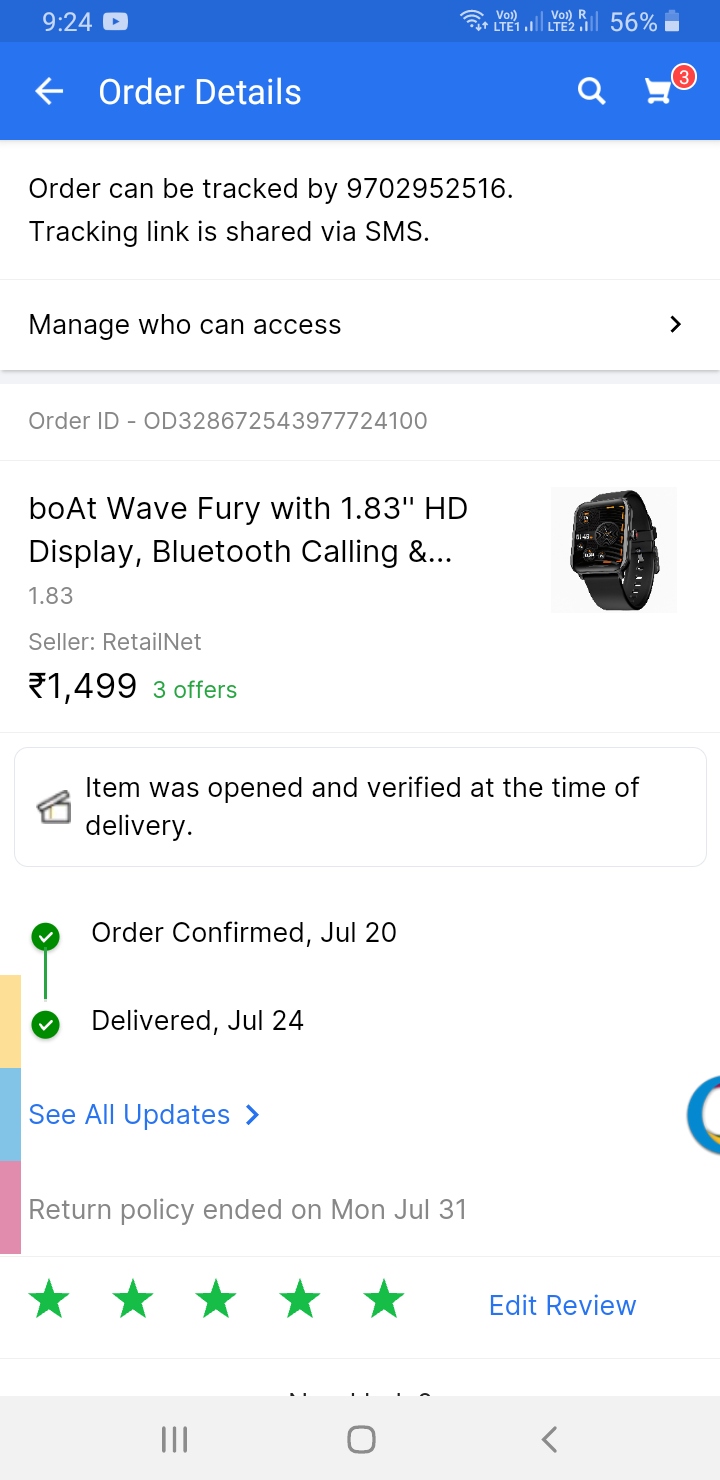 9:24
Vo)) LTE1 Vo)) R LTE2 56%
Order Details
3
Order can be tracked by 9702952516.
Tracking link is shared via SMS.
Manage who can access
Order ID - OD328672543977724100
boAt Wave Fury with 1.83'' HD
Display, Bluetooth Calling &...
1.83
Seller: RetailNet
₹1,499 3 offers
Item was opened and verified at the time of
delivery.
Order Confirmed, Jul 20
Delivered, Jul 24
See All Updates
Return policy ended on Mon Jul 31
Edit Review